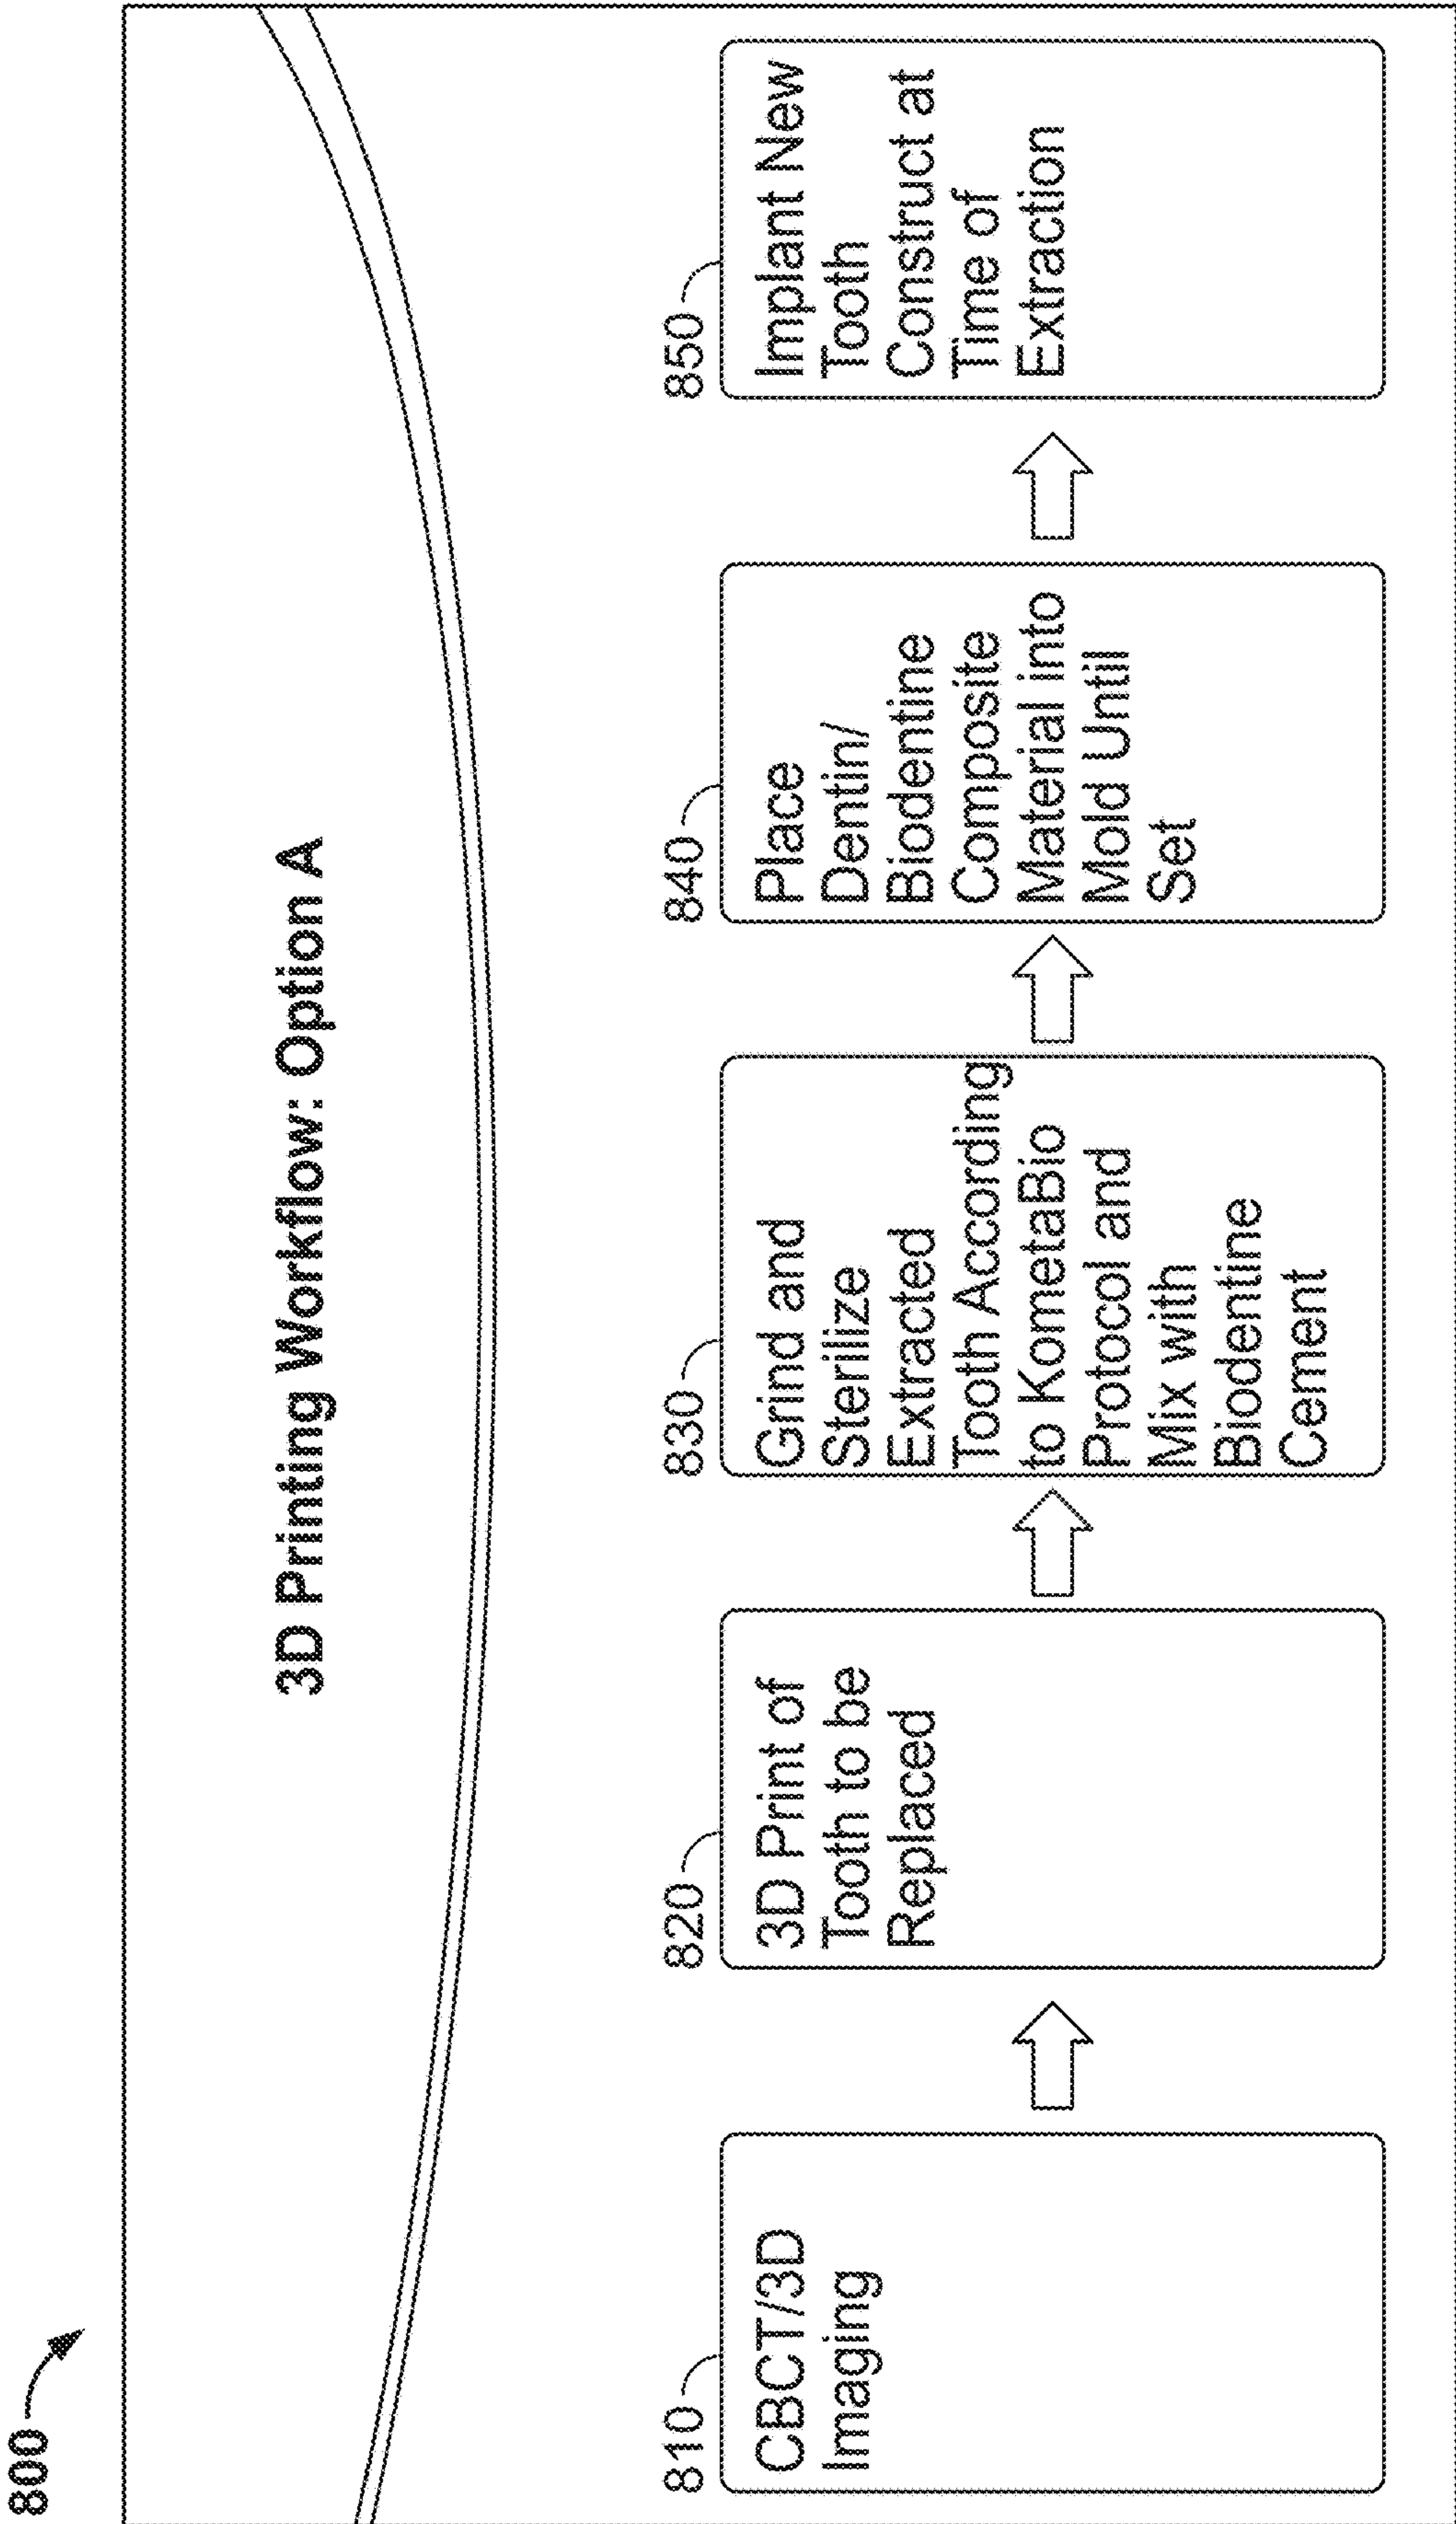 800
3D Printing Workflow: Option A
810
CBCT/3D
Imaging
820
3D Print of
Tooth to be
Replaced
830
Grind and
Sterilize
Extracted
Tooth According
to KometaBio
Protocol and
Mix with
Biodentine
Cement
840
Place
Dentin/
Biodentine
Composite
Material into
Mold Until
Set
850
Implant New
Tooth
Construct at
Time of
Extraction